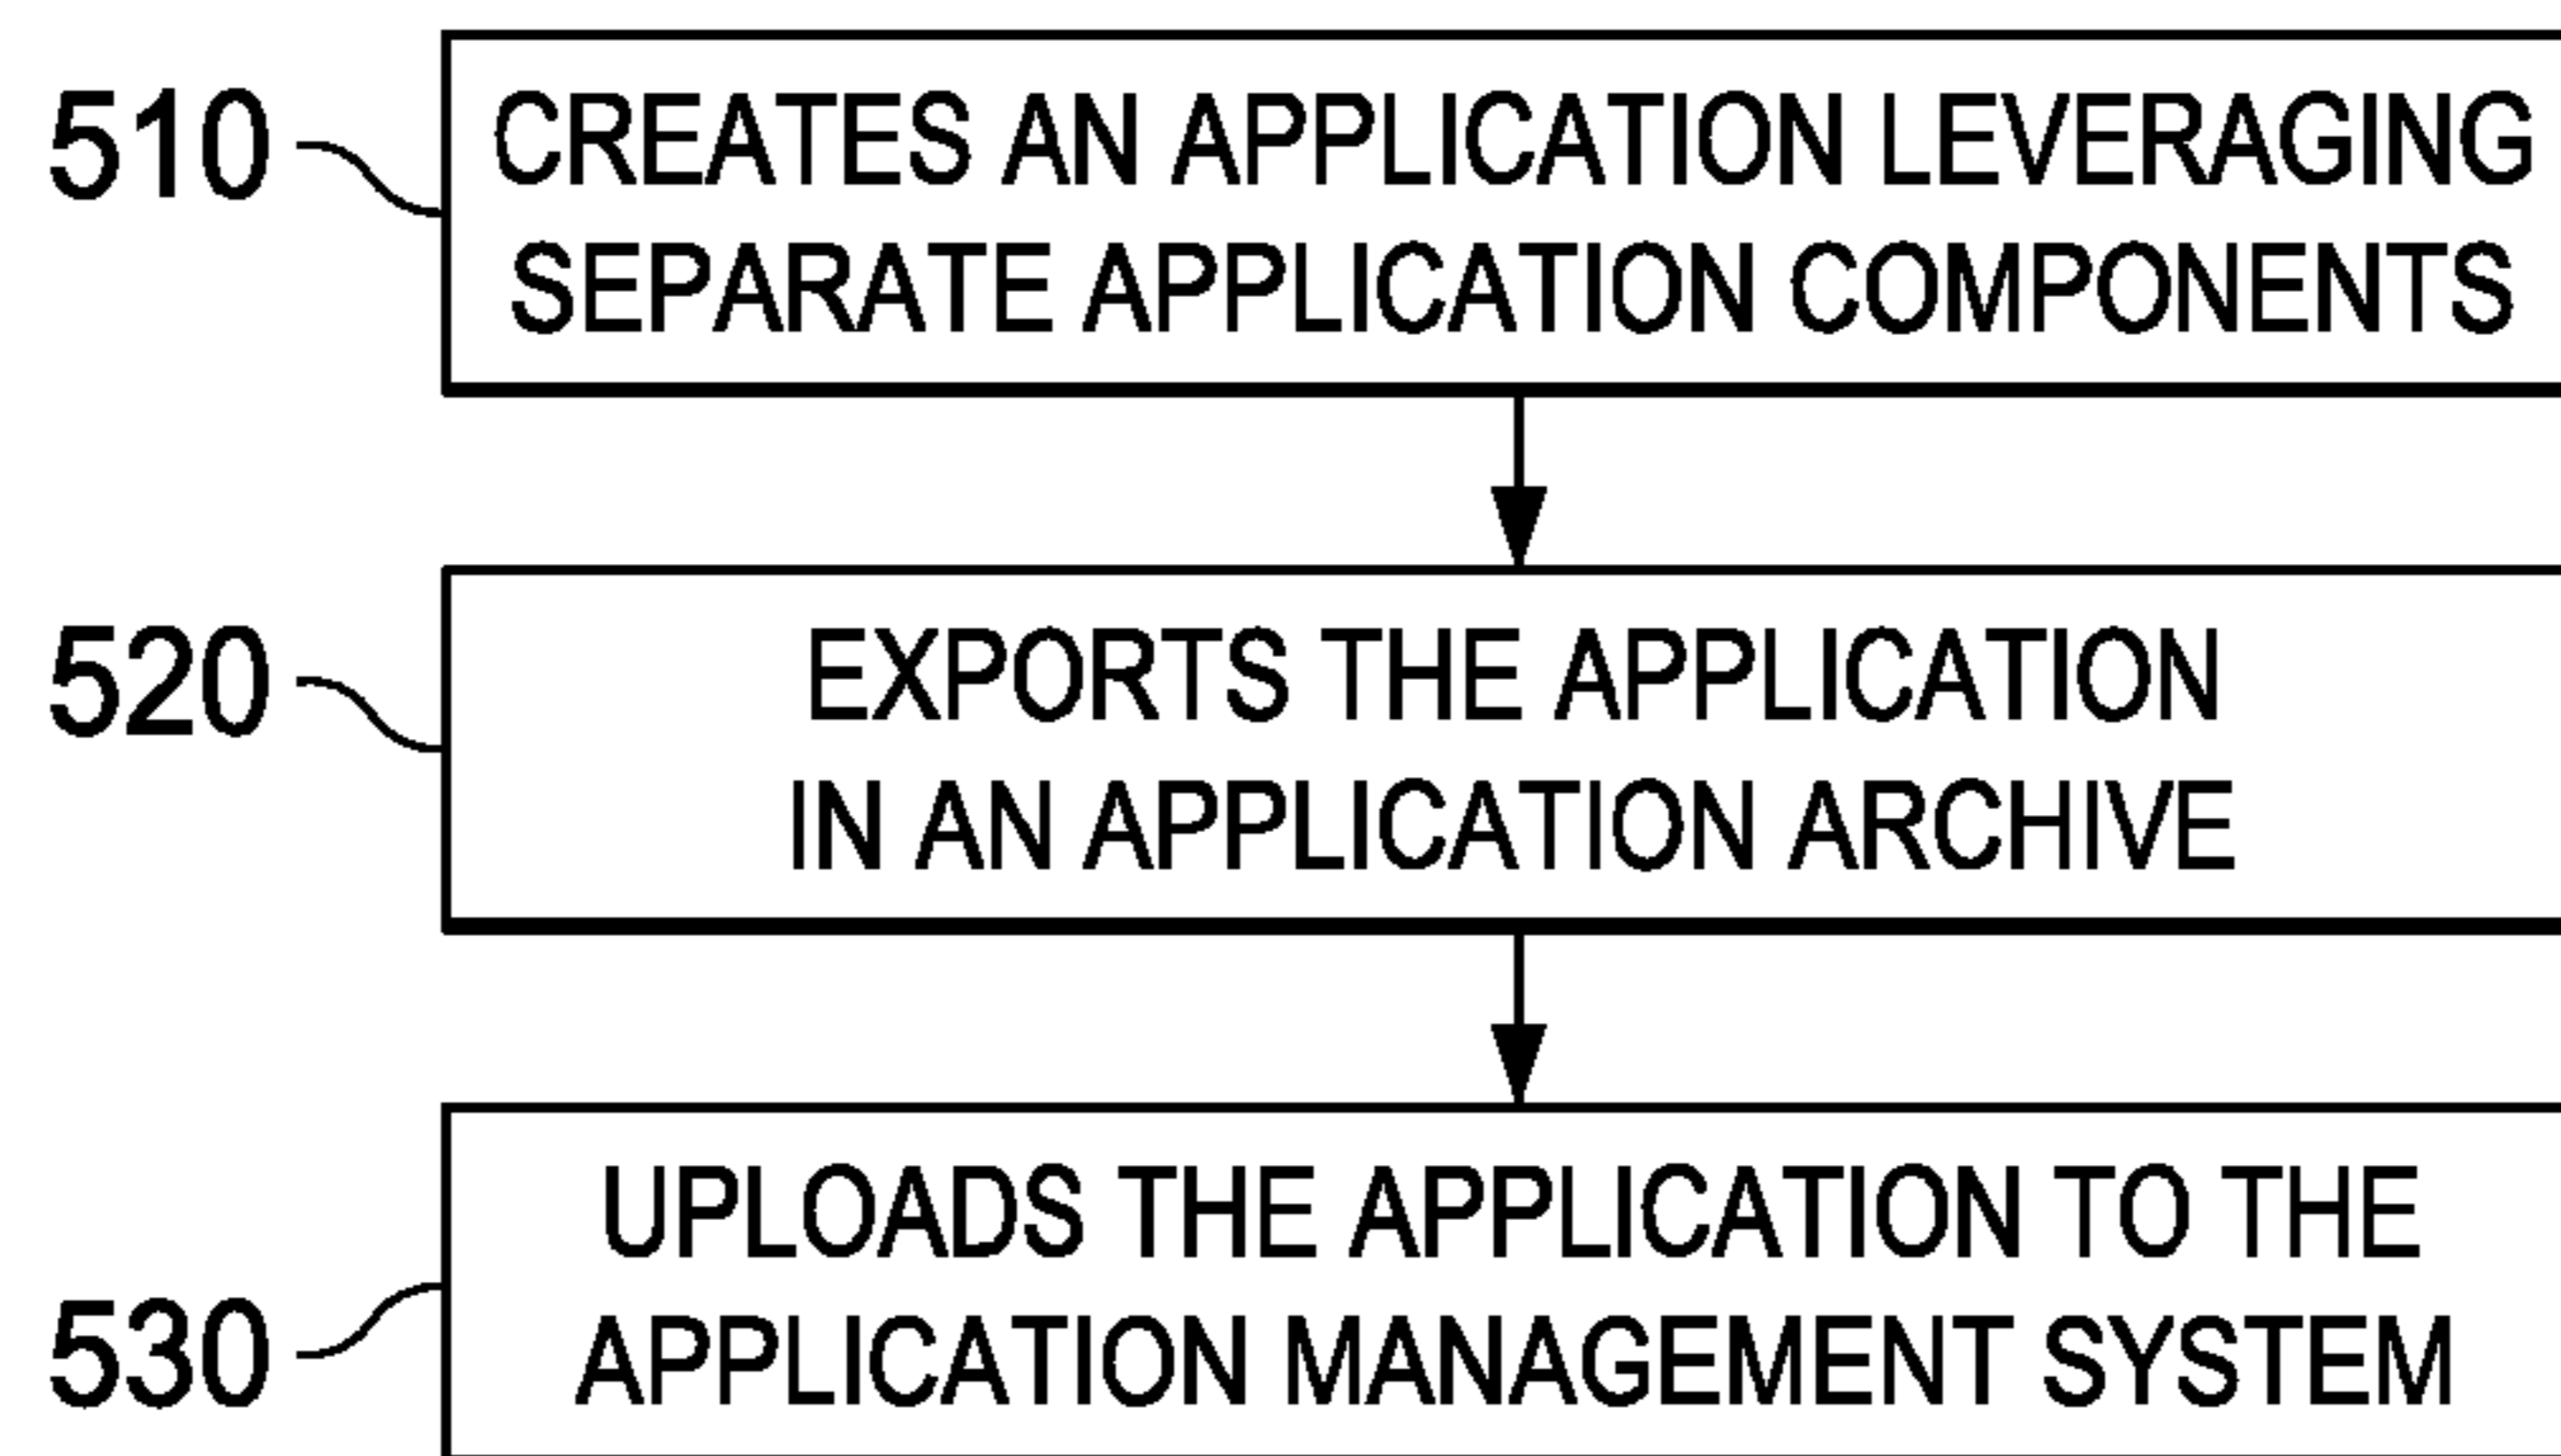 510
CREATES AN APPLICATION LEVERAGING
SEPARATE APPLICATION COMPONENTS
520
EXPORTS THE APPLICATION
IN AN APPLICATION ARCHIVE
530
UPLOADS THE APPLICATION TO THE
APPLICATION MANAGEMENT SYSTEM